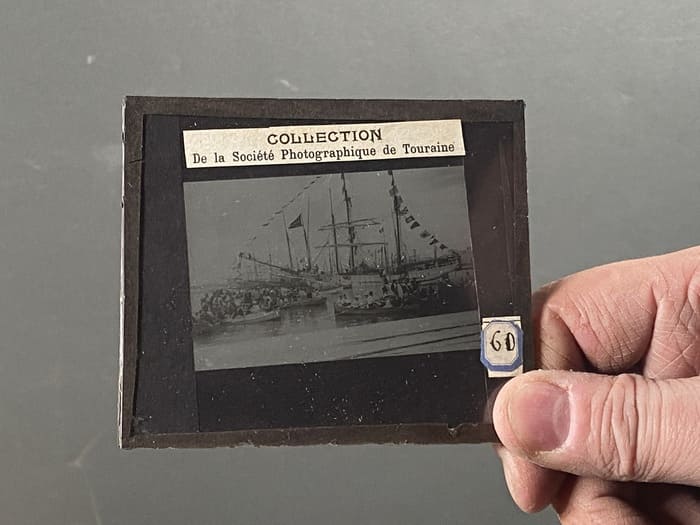 COLLECTION
De la Société Photographique de Touraine
60